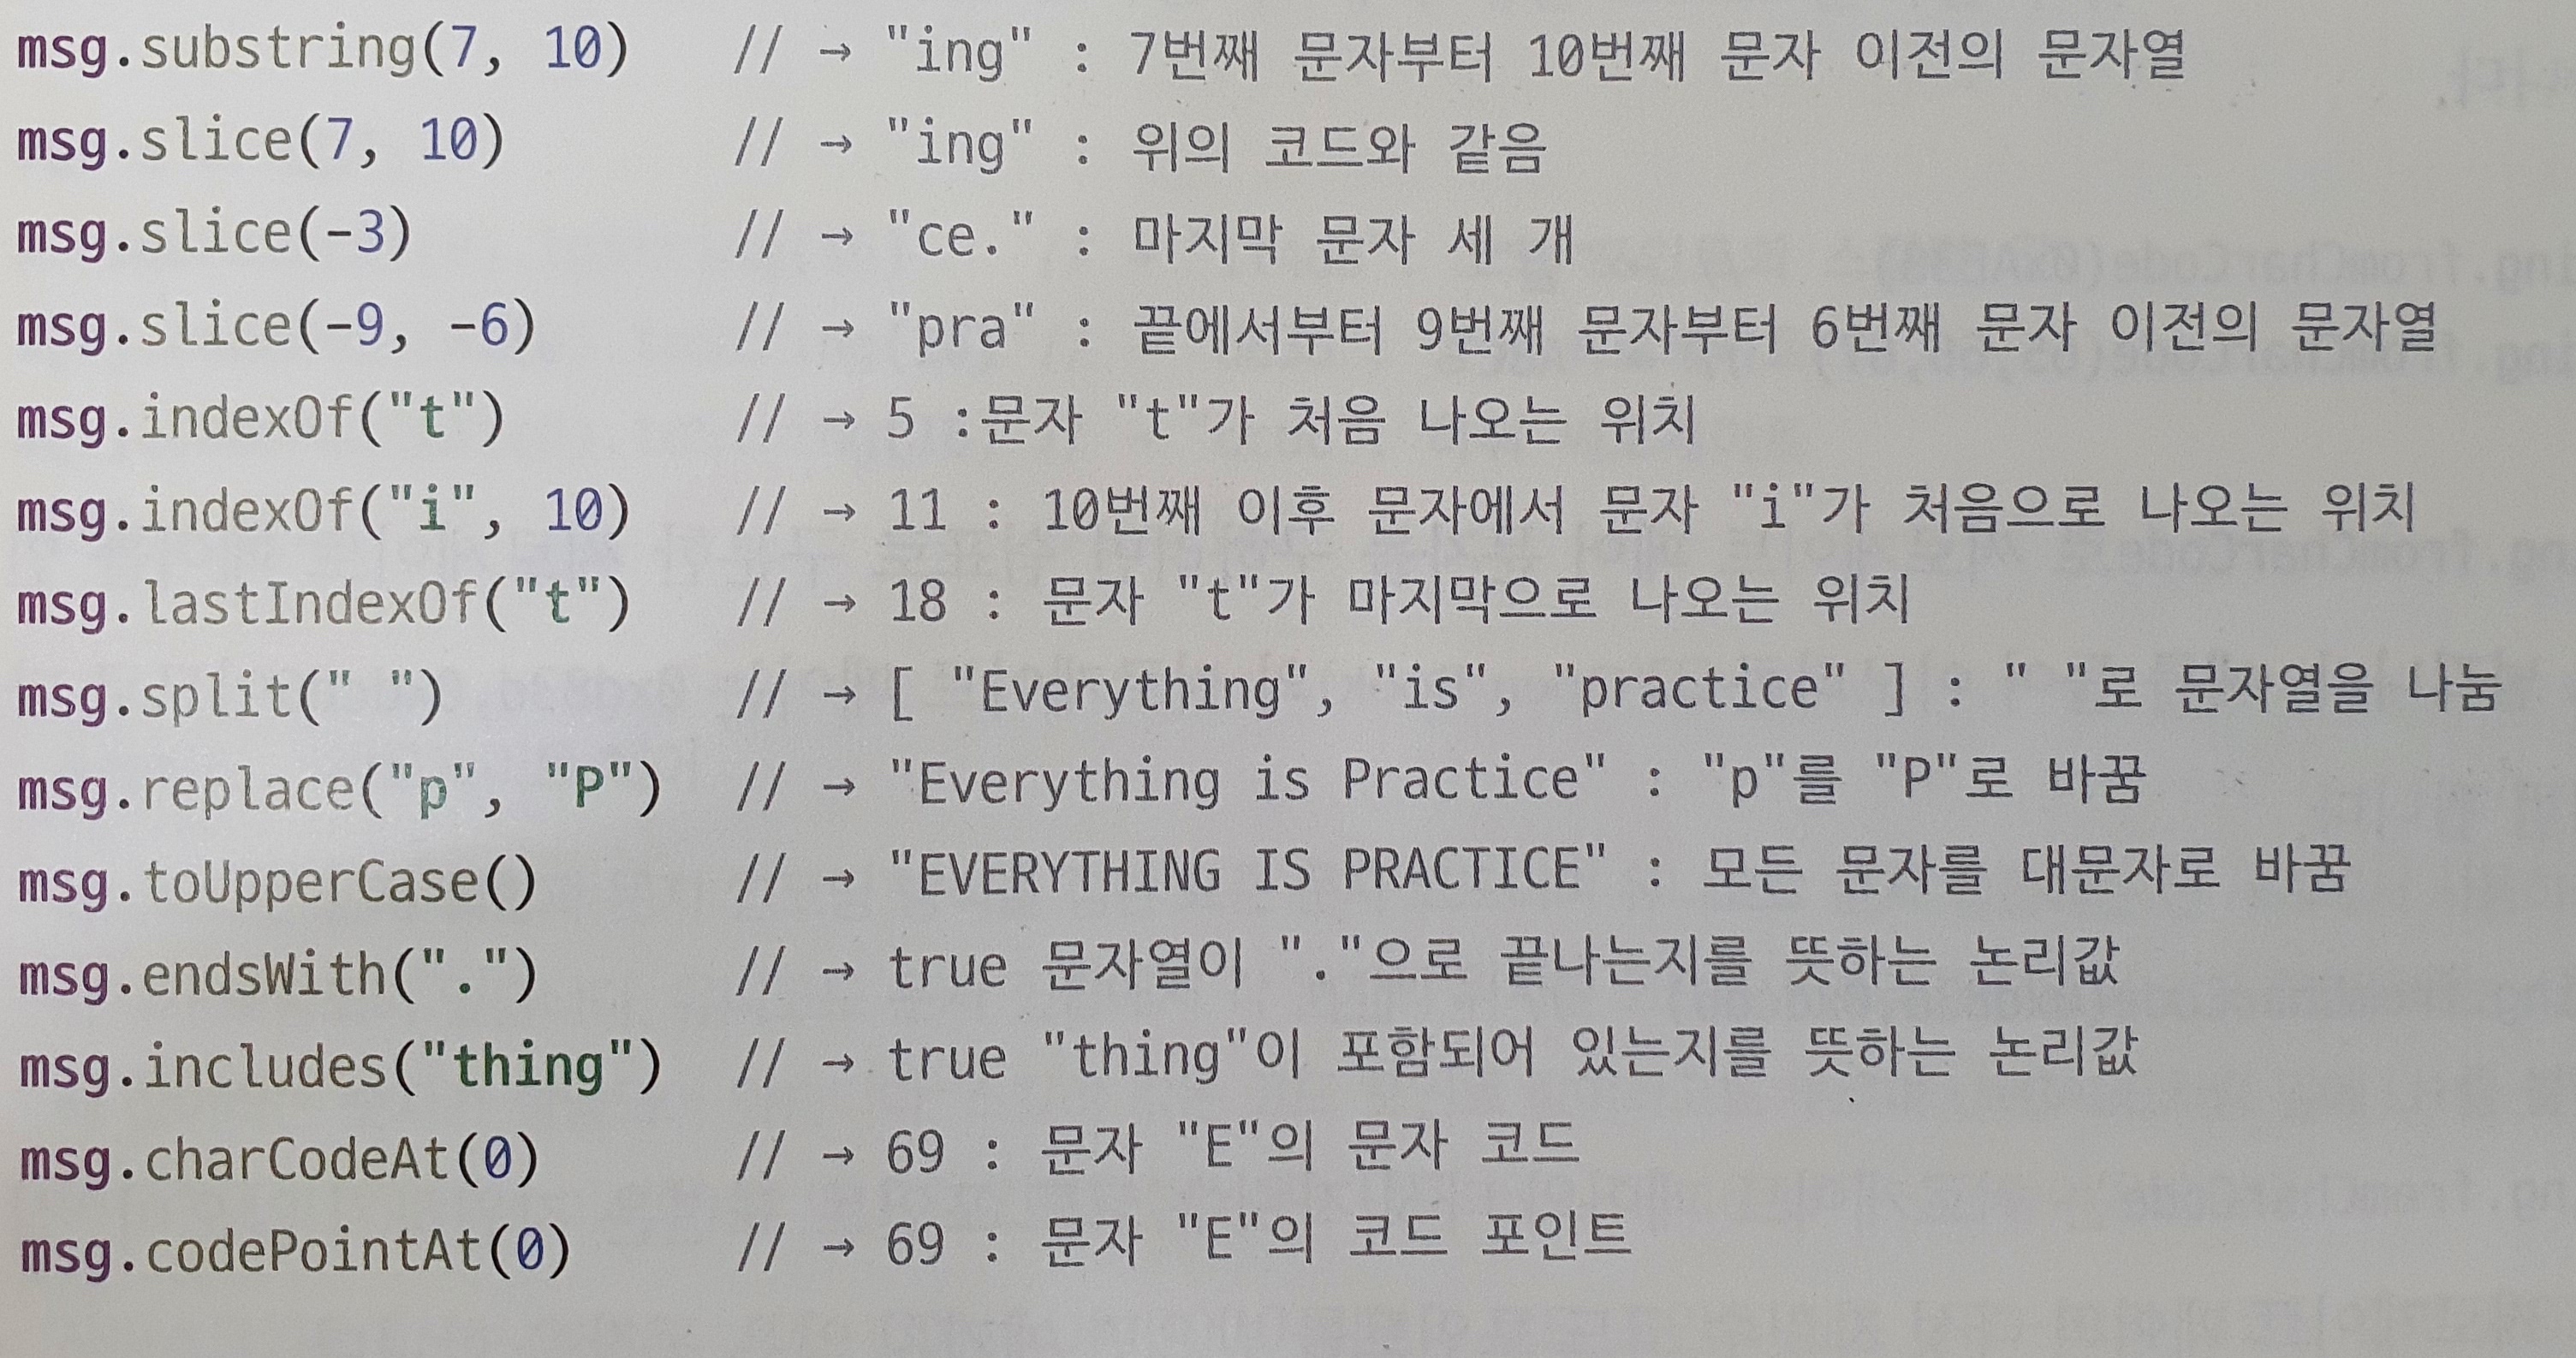 msg.substring(7, 10) // → "ing" : 7번째 문자부터 10번째 문자 이전의 문자열
msg.slice(7, 10) // → "ing" : 위의 코드와 같음
msg.slice(-3) // → "ce." : 마지막 문자 세 개
msg.slice(-9, -6) // → "pra" : 끝에서부터 9번째 문자부터 6번째 문자 이전의 문자열
msg.indexOf("t") // → 5 :문자 "t"가 처음 나오는 위치
msg.indexOf("i", 10) // → 11 : 10번째 이후 문자에서 문자 "i"가 처음으로 나오는 위치
msg.lastIndexOf("t") // → 18 : 문자 "t"가 마지막으로 나오는 위치
msg.split(" ") // → [ "Everything", "is", "practice" ] : " "로 문자열을 나눔
msg.replace("p", "P") // → "Everything is Practice" : "p"를 "P"로 바꿈
msg.toUpperCase() // → "EVERYTHING IS PRACTICE" : 모든 문자를 대문자로 바꿈
msg.endsWith(".") // → true 문자열이 "."으로 끝나는지를 뜻하는 논리값
msg.includes("thing") // → true "thing"이 포함되어 있는지를 뜻하는 논리값
msg.charCodeAt(0) // → 69 : 문자 "E"의 문자 코드
msg.codePointAt(0) // → 69 : 문자 "E"의 코드 포인트